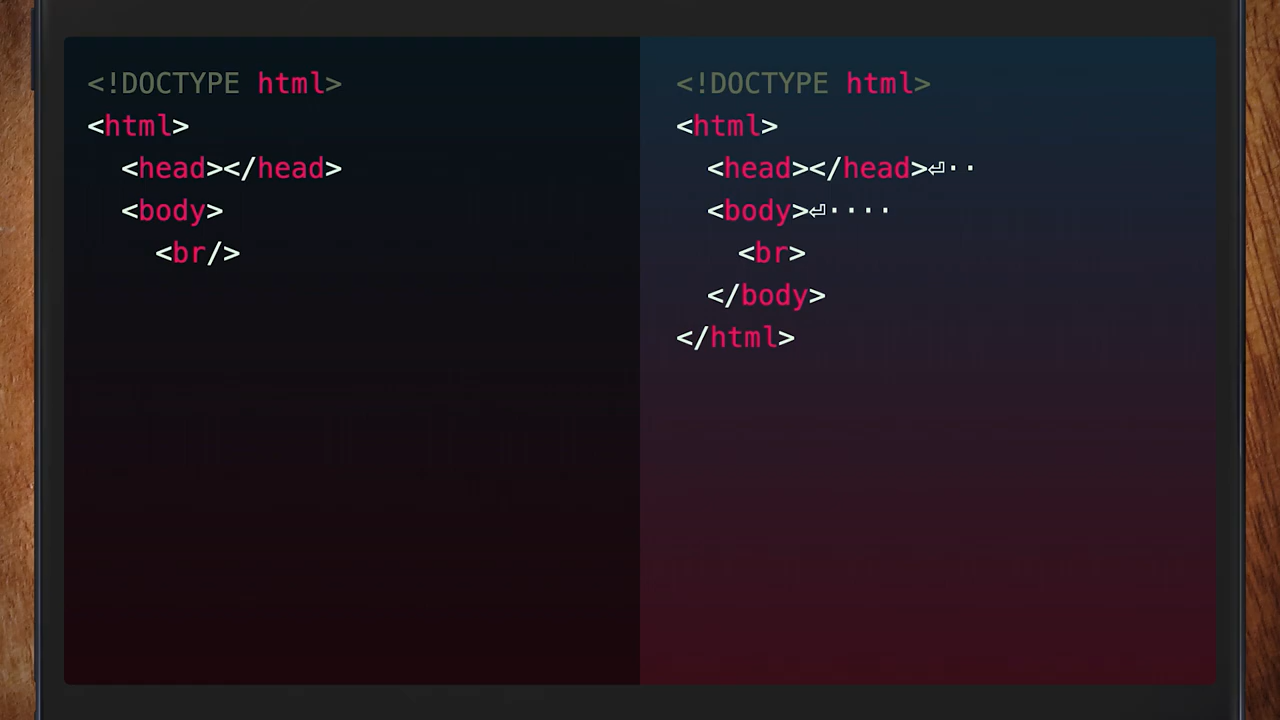 <!DOCTYPE html>
<html>
  <head></head>
  <body>
    <br/>
<!DOCTYPE html>
<html>
  <head></head>⏎··
  <body>⏎····
    <br>
  </body>
</html>